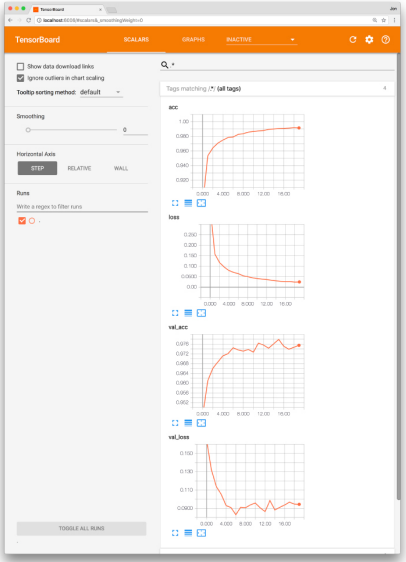 TensorBoard
Jan
localhost:6006/#scalars&_smoothingWeight=0
TensorBoard
SCALARS
GRAPHS
INACTIVE
Show data download links
Ignore outliers in chart scaling
Tooltip sorting method: default
Smoothing
0
Horizontal Axis
STEP
RELATIVE
WALL
Runs
Write a regex to filter runs
.
TOGGLE ALL RUNS
.
Tags matching /.*/ (all tags)
4
acc
1.00
0.980
0.960
0.940
0.920
0.000 4.000 8.000 12.00 16.00
loss
0.250
0.200
0.150
0.100
0.0500
0.00
0.000 4.000 8.000 12.00 16.00
val_acc
0.976
0.972
0.968
0.964
0.960
0.956
0.952
0.000 4.000 8.000 12.00 16.00
val_loss
0.150
0.130
0.110
0.0900
0.000 4.000 8.000 12.00 16.00